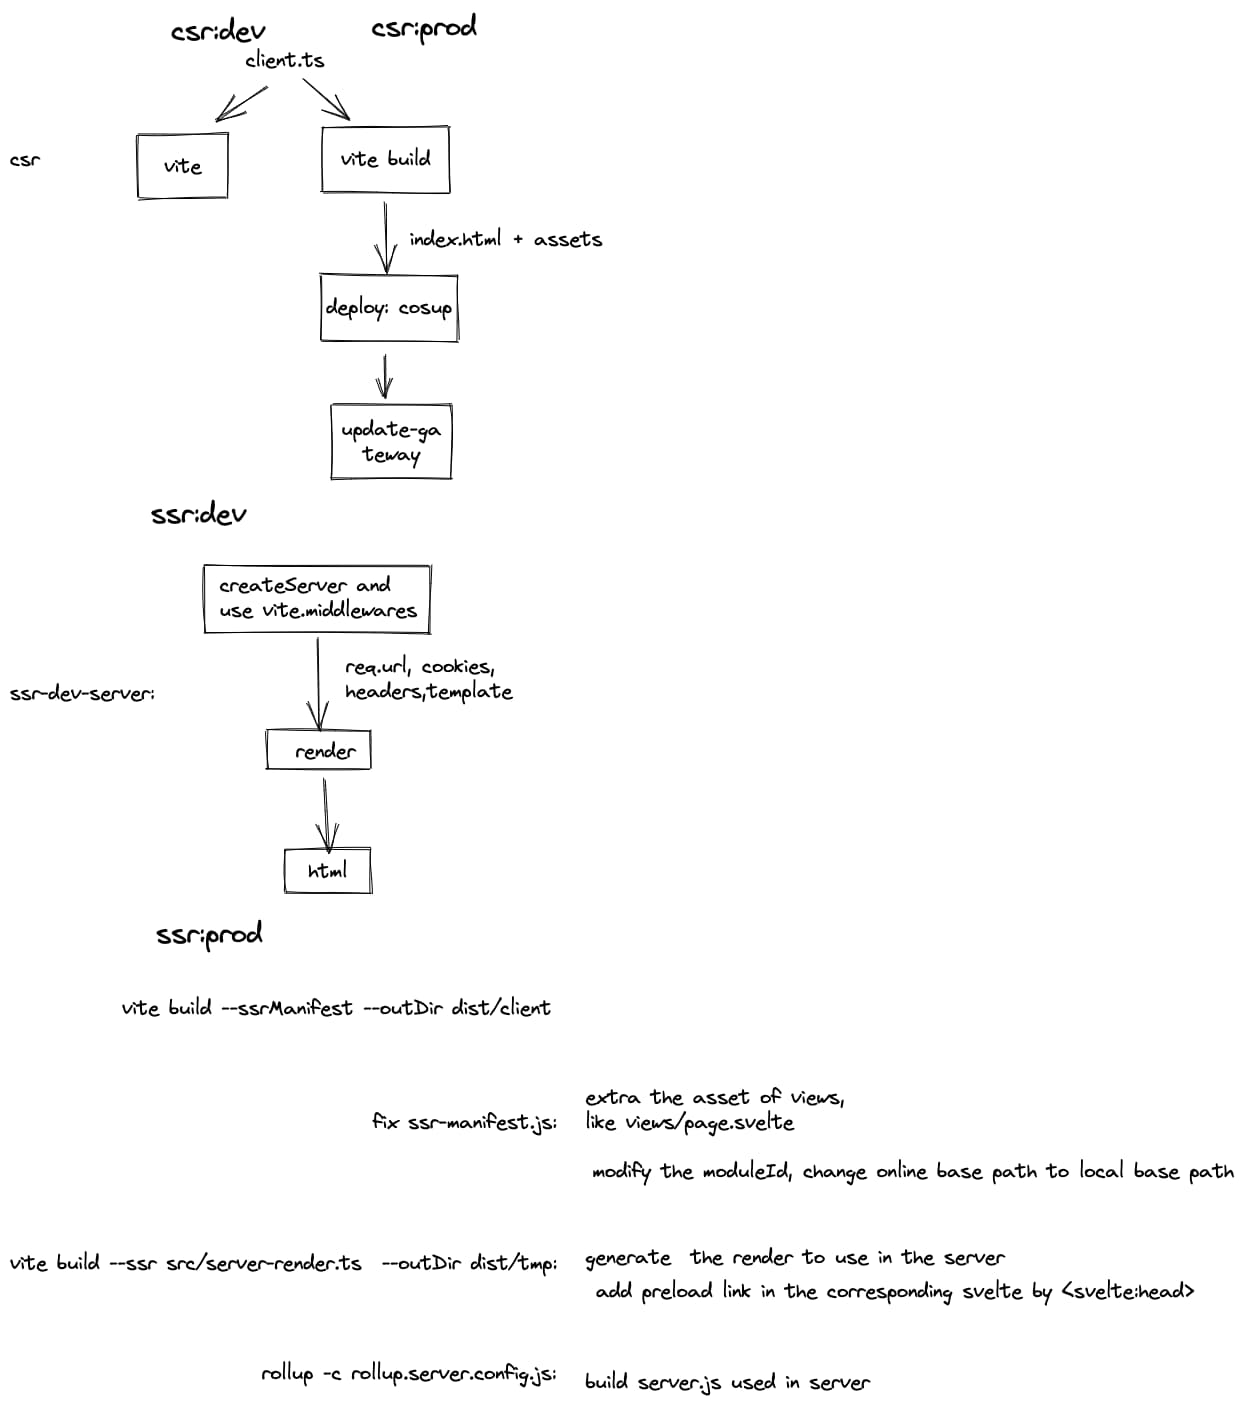 csr:dev
csr:prod
client.ts
csr
vite
vite build
index.html + assets
deploy: cosup
update-ga
teway
ssr:dev
createServer and
use vite.middlewares
req.url, cookies,
headers,template
ssr-dev-server:
render
html
ssr:prod
vite build --ssrManifest --outDir dist/client
extra the asset of views,
fix ssr-manifest.js: like views/page.svelte
modify the moduleId, change online base path to local base path
vite build --ssr src/server-render.ts --outDir dist/tmp: generate the render to use in the server
add preload link in the corresponding svelte by <svelte:head>
rollup -c rollup.server.config.js: build server.js used in server